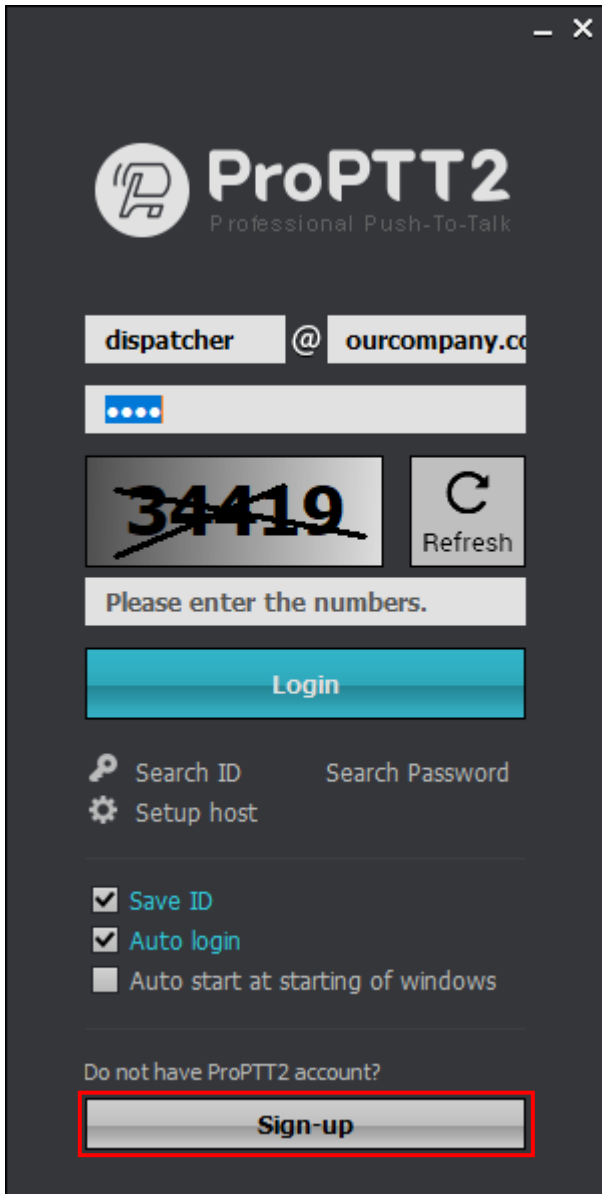 ProPTT2
Professional Push-To-Talk
dispatcher @ ourcompany.co
••••
34419
Refresh
Please enter the numbers.
Login
Search ID Search Password
Setup host
Save ID
Auto login
Auto start at starting of windows
Do not have ProPTT2 account?
Sign-up